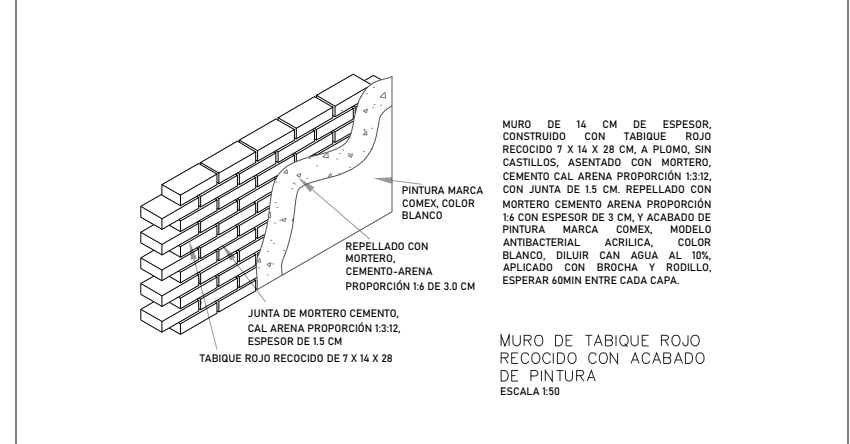 MURO DE 14 CM DE ESPESOR,
CONSTRUIDO CON TABIQUE ROJO
RECOCIDO 7 X 14 X 28 CM, A PLOMO, SIN
CASTILLOS, ASENTADO CON MORTERO,
CEMENTO CAL ARENA PROPORCIÓN 1:3:12,
CON JUNTA DE 1.5 CM. REPELLADO CON
MORTERO CEMENTO ARENA PROPORCIÓN
1:6 CON ESPESOR DE 3 CM, Y ACABADO DE
PINTURA MARCA COMEX, MODELO
ANTIBACTERIAL ACRILICA, COLOR
BLANCO, DILUIR CAN AGUA AL 10%,
APLICADO CON BROCHA Y RODILLO,
ESPERAR 60MIN ENTRE CADA CAPA.
PINTURA MARCA
COMEX, COLOR
BLANCO
REPELLADO CON
MORTERO,
CEMENTO-ARENA
PROPORCIÓN 1:6 DE 3.0 CM
JUNTA DE MORTERO CEMENTO,
CAL ARENA PROPORCIÓN 1:3:12,
ESPESOR DE 1.5 CM
TABIQUE ROJO RECOCIDO DE 7 X 14 X 28
MURO DE TABIQUE ROJO
RECOCIDO CON ACABADO
DE PINTURA
ESCALA 1:50